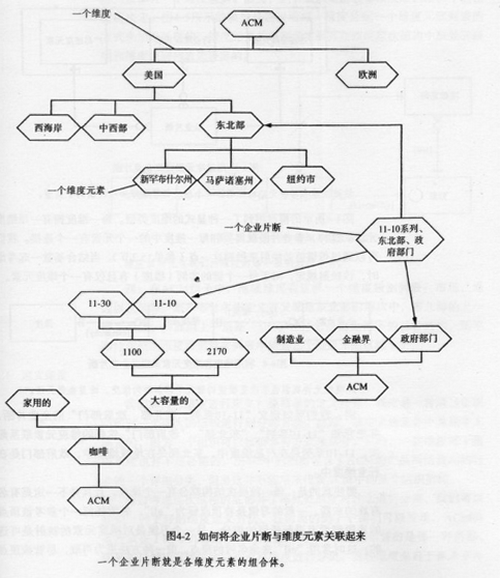 一个维度
ACM
美国
欧洲
西海岸
中西部
东北部
新罕布什尔州
马萨诸塞州
纽约市
一个维度元素
一个企业片断
11-10系列、
东北部、政
府部门
11-30
11-10
1100
2170
制造业
金融界
政府部门
ACM
家用的
大容量的
咖啡
ACM
图4-2 如何将企业片断与维度元素关联起来
一个企业片断就是各维度元素的组合体。